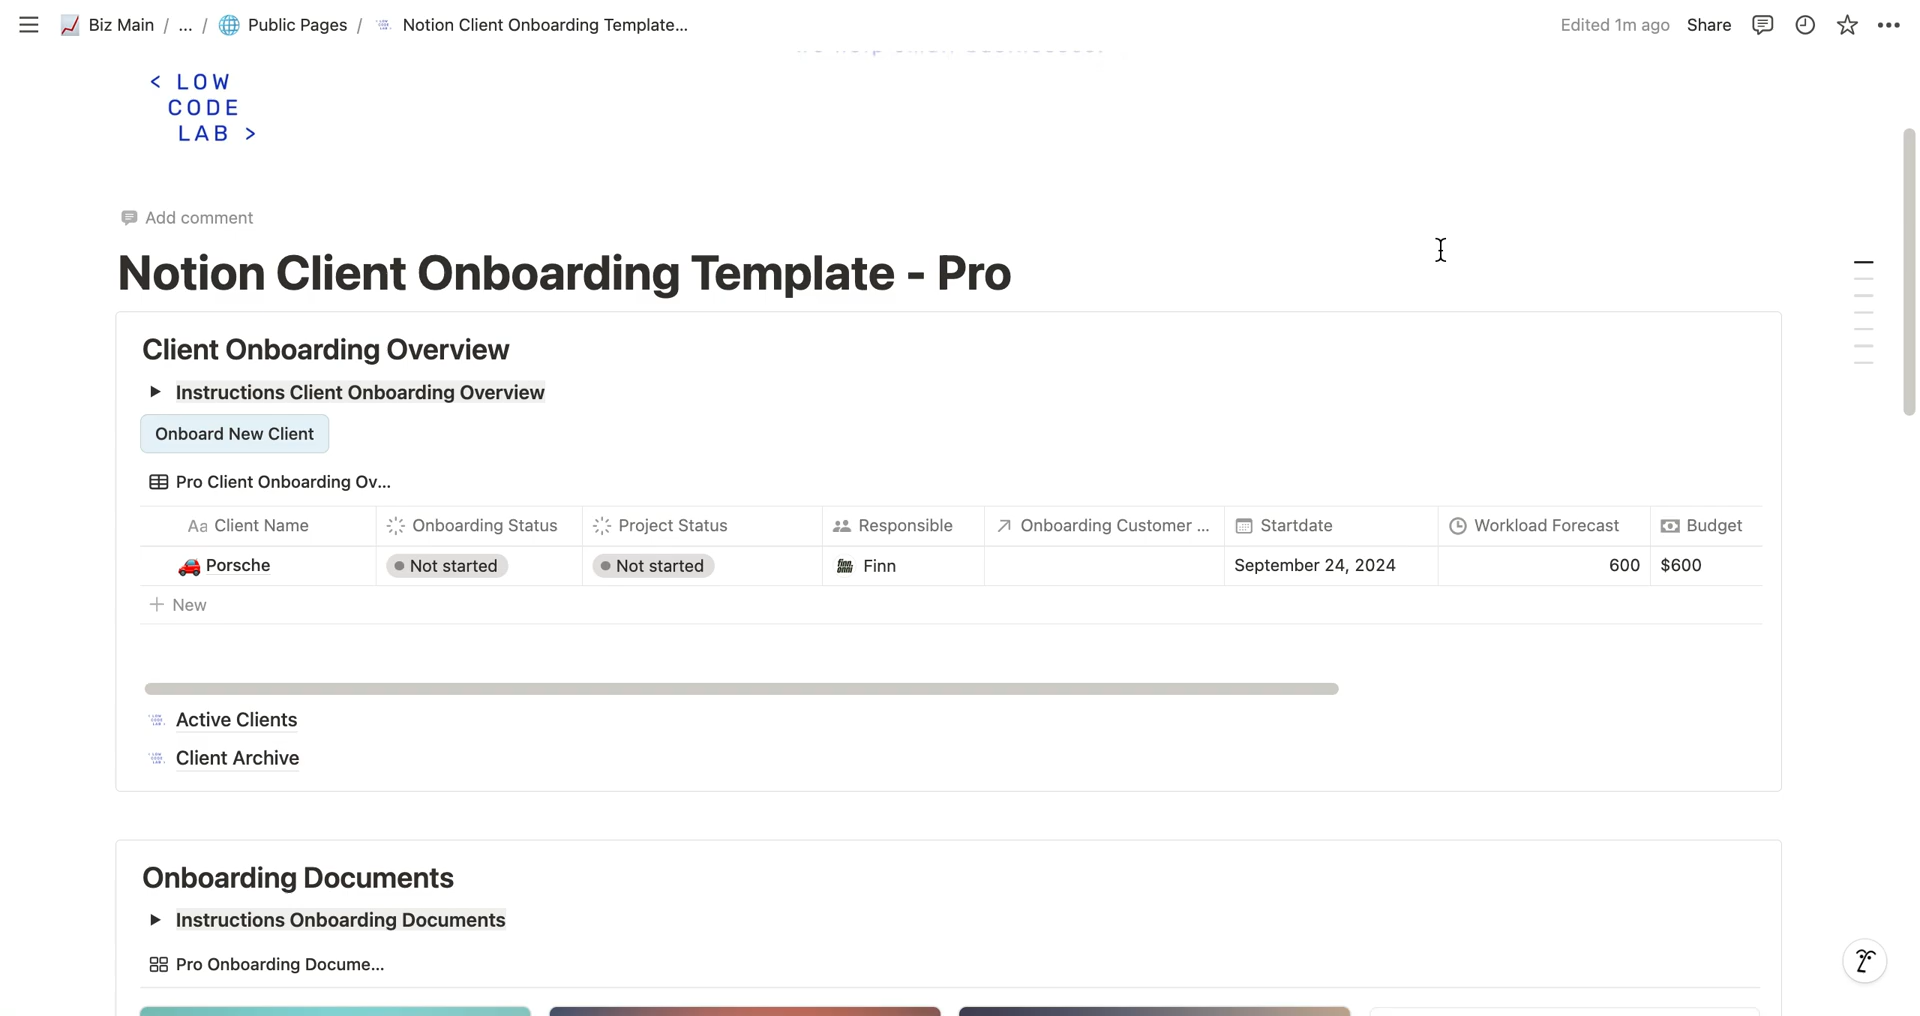 Biz Main / ... / Public Pages / Notion Client Onboarding Template...
Edited 1m ago Share
< LOW
CODE
LAB >
Add comment
Notion Client Onboarding Template - Pro
Client Onboarding Overview
Instructions Client Onboarding Overview
Onboard New Client
Pro Client Onboarding Ov...
Aa Client Name Onboarding Status Project Status Responsible Onboarding Customer ... Startdate Workload Forecast Budget
Porsche Not started Not started Finn September 24, 2024 600 $600
+ New
Active Clients
Client Archive
Onboarding Documents
Instructions Onboarding Documents
Pro Onboarding Docume...